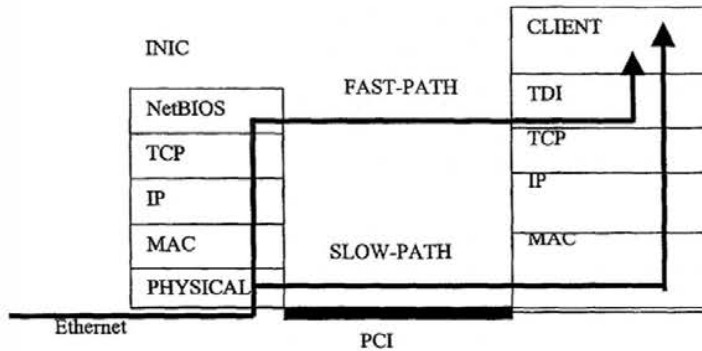 INIC
NetBIOS
TCP
IP
MAC
PHYSICAL
Ethernet
FAST-PATH
SLOW-PATH
PCI
CLIENT
TDI
TCP
IP
MAC